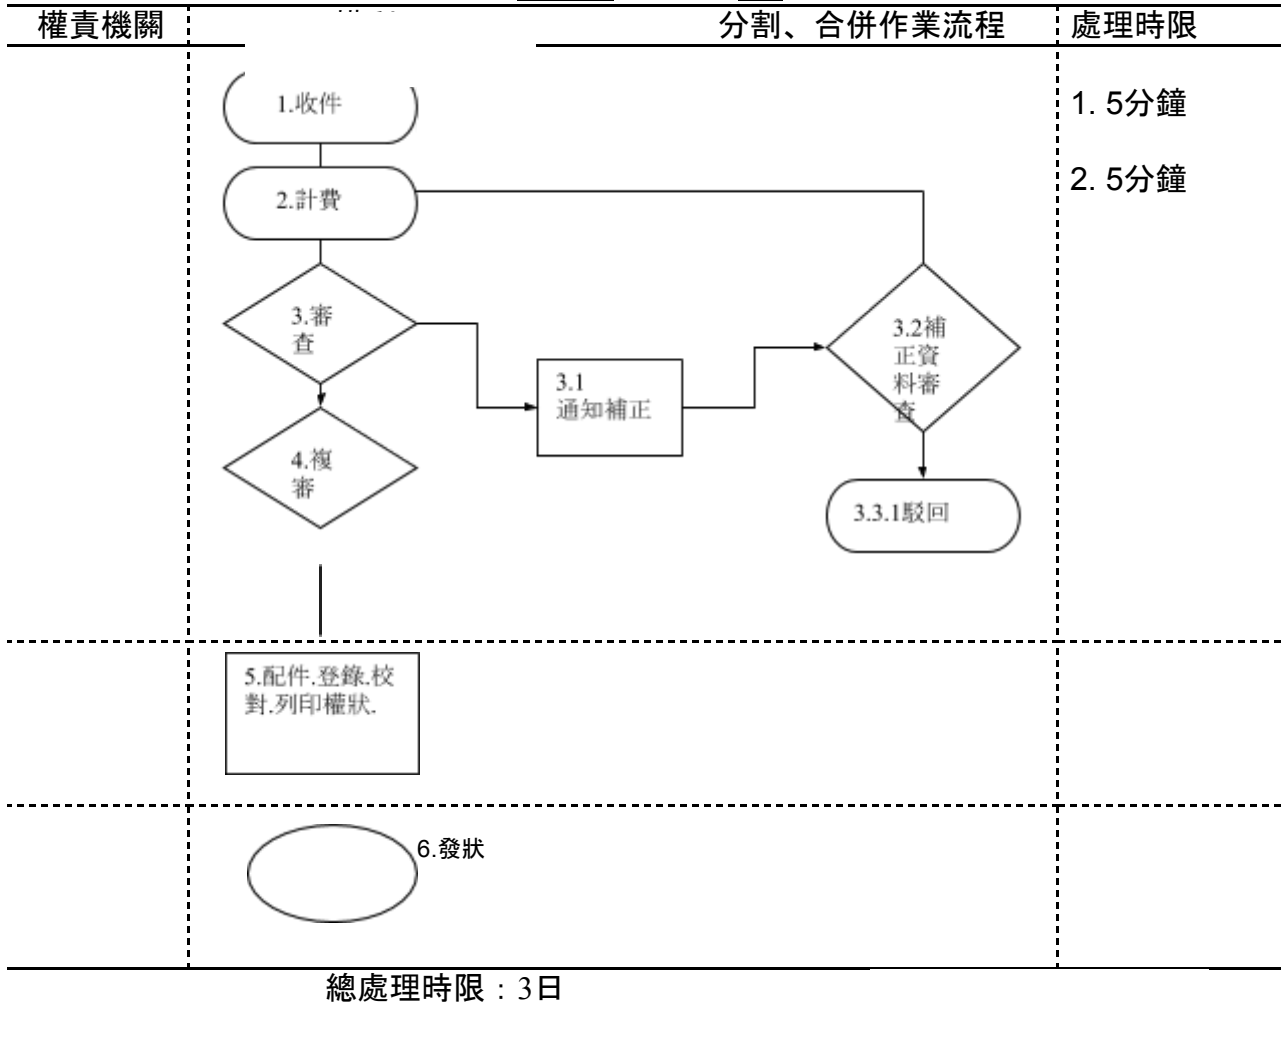 權責機關
分割、合併作業流程
處理時限
1.收件
1. 5分鐘
2.計費
2. 5分鐘
3.審
查
3.1
通知補正
3.2補
正資
料審
查
4.複
審
3.3.1駁回
5.配件.登錄.校
對.列印權狀.
6.發狀
總處理時限：3日